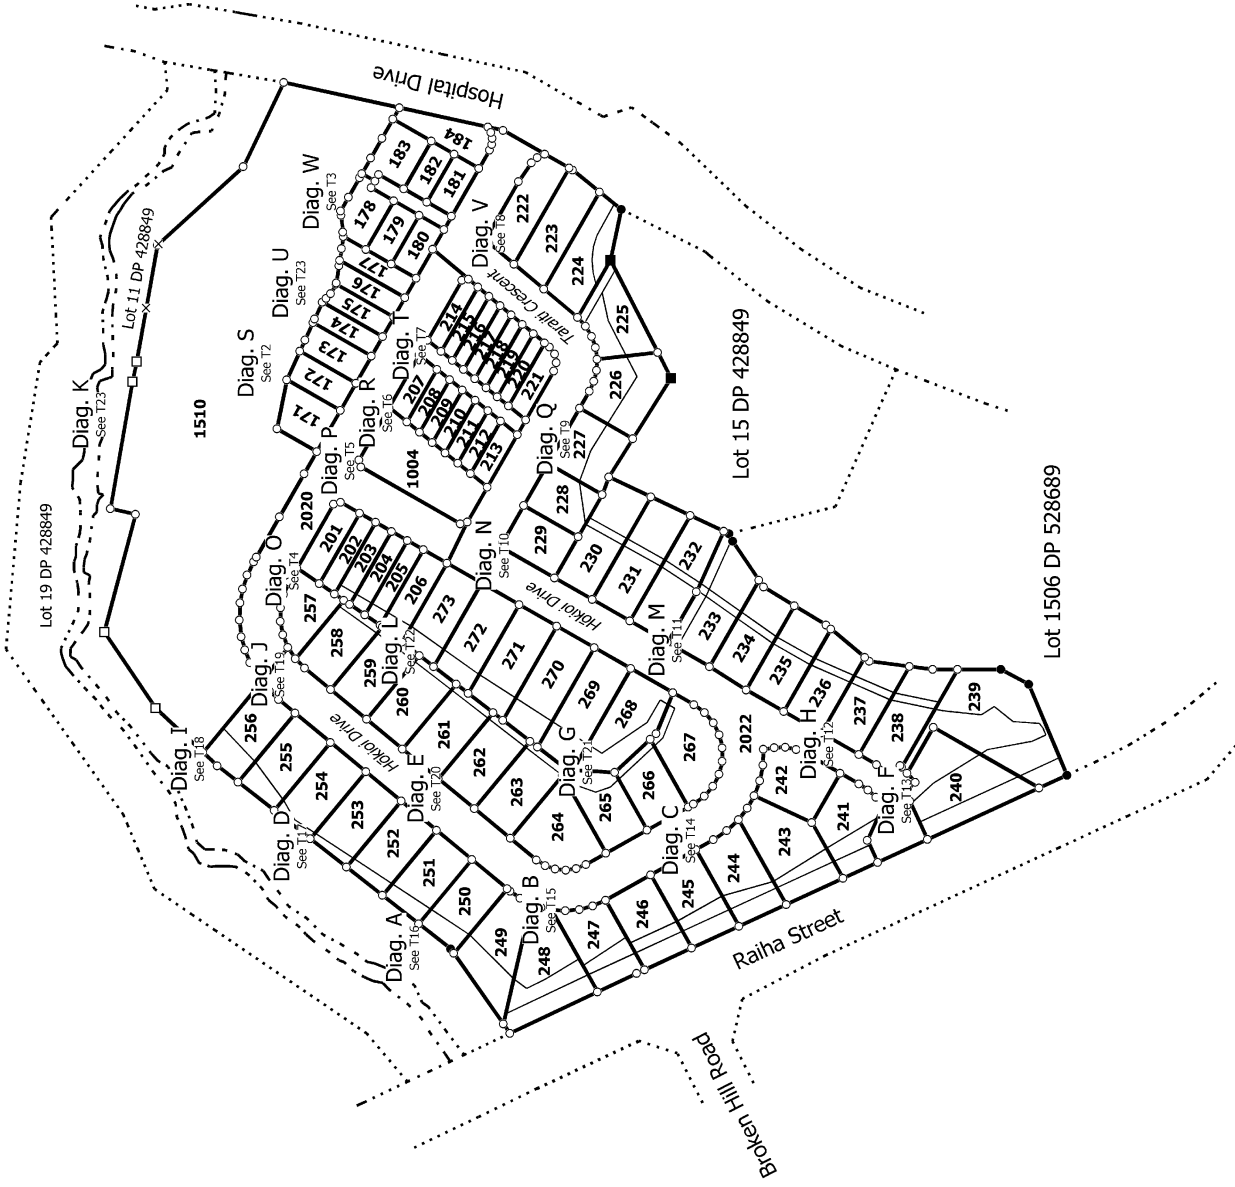 Hospital Drive
184
183
182
181
Diag. W
See T3
178
179
180
Diag. V
See T8
222
223
224
225
226
227
Lot 11 DP 428849
Diag. U
See T23
177
176
175
174
173
172
171
Diag. S
See T2
Taraiti Crescent
Diag. T
See T7
214
215
216
217
218
219
220
221
Lot 15 DP 428849
Diag. K
See T23
1510
Diag. R
See T6
207
208
209
210
211
212
213
Diag. Q
See T9
Diag. P
See T5
1004
2020
Lot 19 DP 428849
Diag. O
See T4
201
202
203
204
205
206
Diag. N
See T10
228
229
230
231
232
Lot 1506 DP 528689
Hōkioi Drive
257
258
259
260
261
262
263
264
265
266
267
268
269
270
271
272
273
Diag. L
See T22
Diag. M
See T11
233
234
235
236
237
238
239
240
Diag. J
See T19
Diag. I
See T18
256
255
254
253
252
251
250
249
248
Hōkioi Drive
Diag. E
See T20
Diag. G
See T21
2022
Diag. H
See T12
242
241
243
244
245
246
247
Diag. F
See T13
Diag. D
See T17
Diag. C
See T14
Diag. B
See T15
Diag. A
See T16
Raiha Street
Broken Hill Road